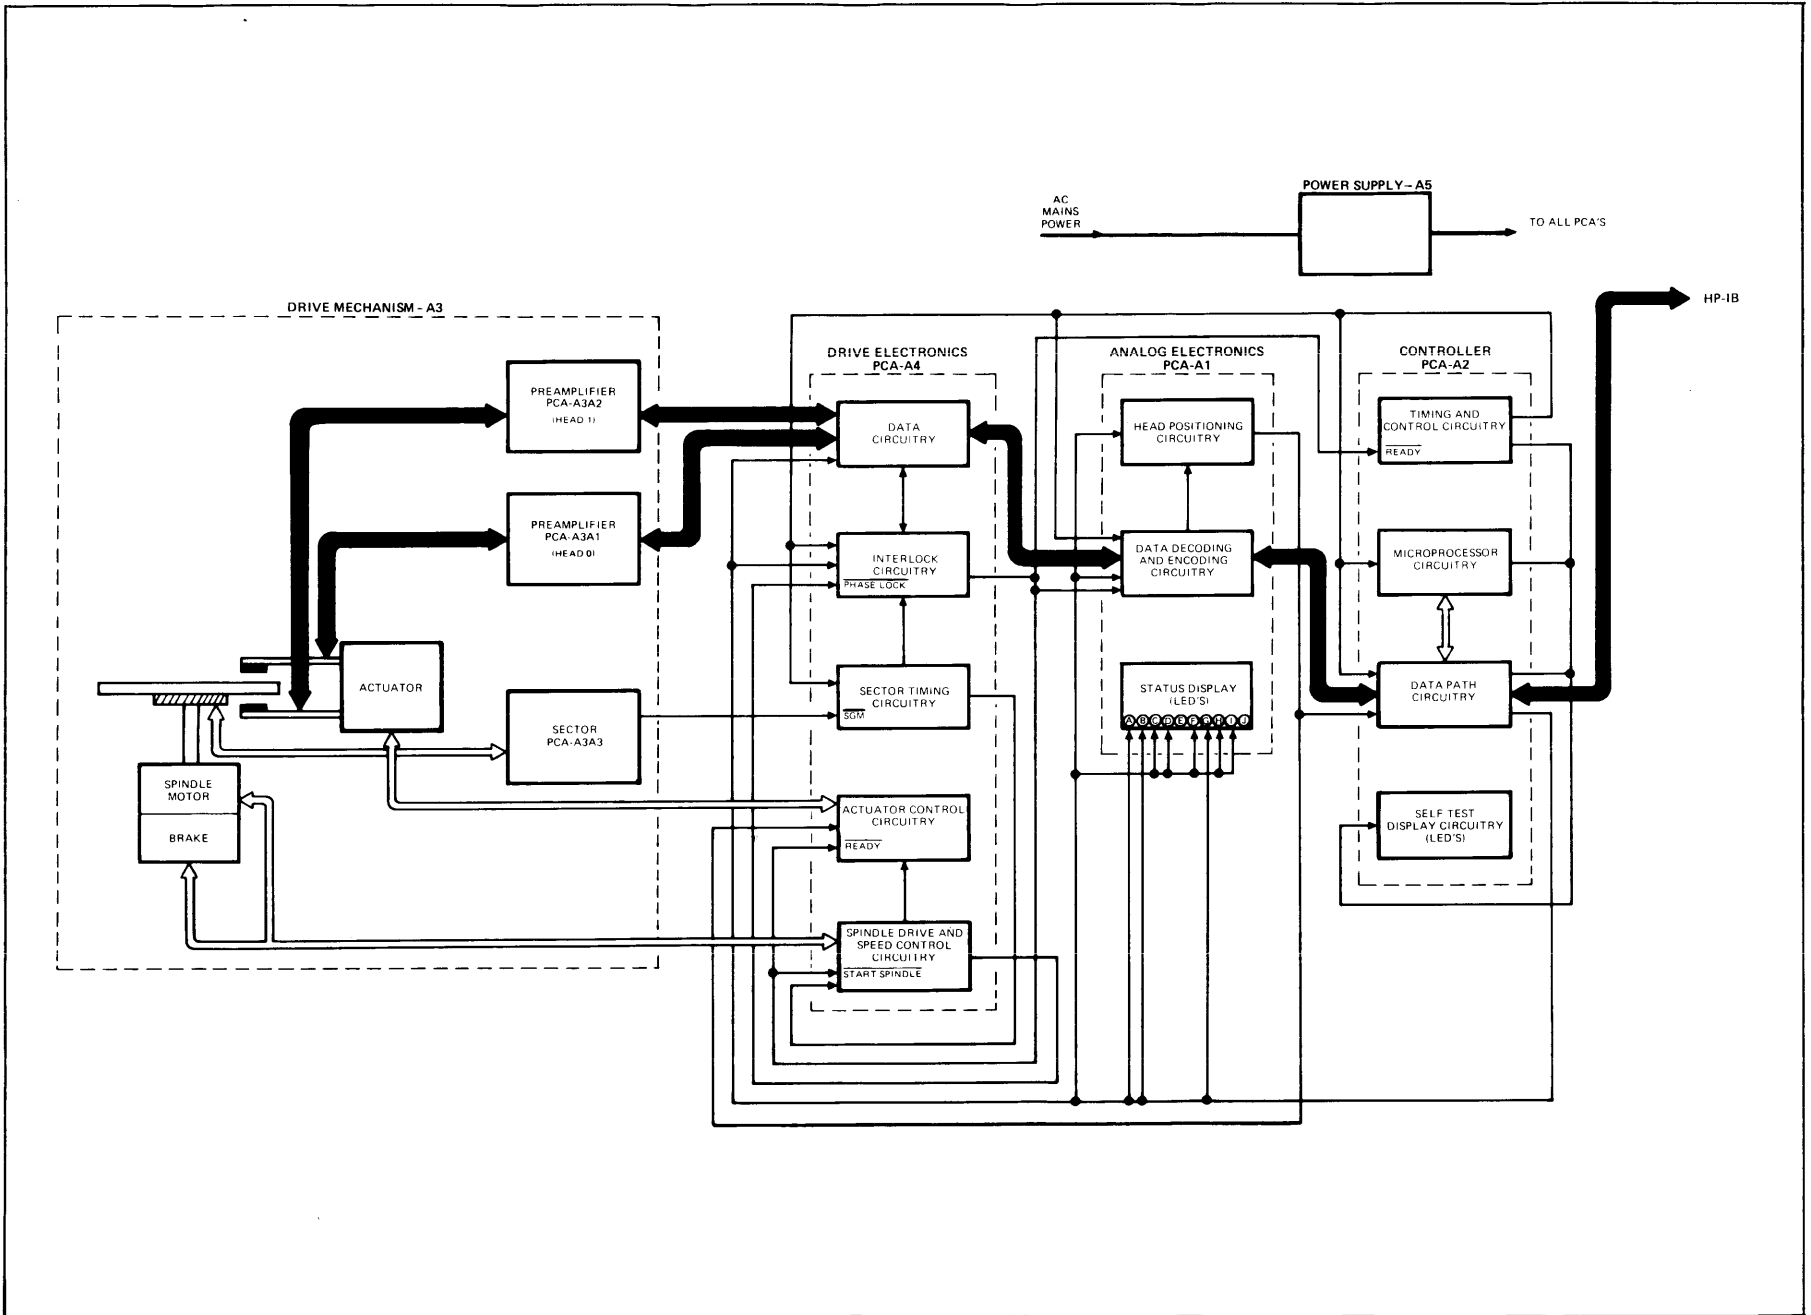 POWER SUPPLY-A5
AC
MAINS
POWER
TO ALL PCA'S
HP-IB
DRIVE MECHANISM - A3
PREAMPLIFIER
PCA-A3A2
(HEAD 1)
PREAMPLIFIER
PCA-A3A1
(HEAD 0)
ACTUATOR
SECTOR
PCA-A3A3
SPINDLE
MOTOR
BRAKE
DRIVE ELECTRONICS
PCA-A4
DATA
CIRCUITRY
INTERLOCK
CIRCUITRY
PHASE LOCK
SECTOR TIMING
CIRCUITRY
SGM
ACTUATOR CONTROL
CIRCUITRY
READY
SPINDLE DRIVE AND
SPEED CONTROL
CIRCUITRY
START SPINDLE
ANALOG ELECTRONICS
PCA-A1
HEAD POSITIONING
CIRCUITRY
DATA DECODING
AND ENCODING
CIRCUITRY
STATUS DISPLAY
(LED'S)
A B C D E F G H I J
CONTROLLER
PCA-A2
TIMING AND
CONTROL CIRCUITRY
READY
MICROPROCESSOR
CIRCUITRY
DATA PATH
CIRCUITRY
SELF TEST
DISPLAY CIRCUITRY
(LED'S)